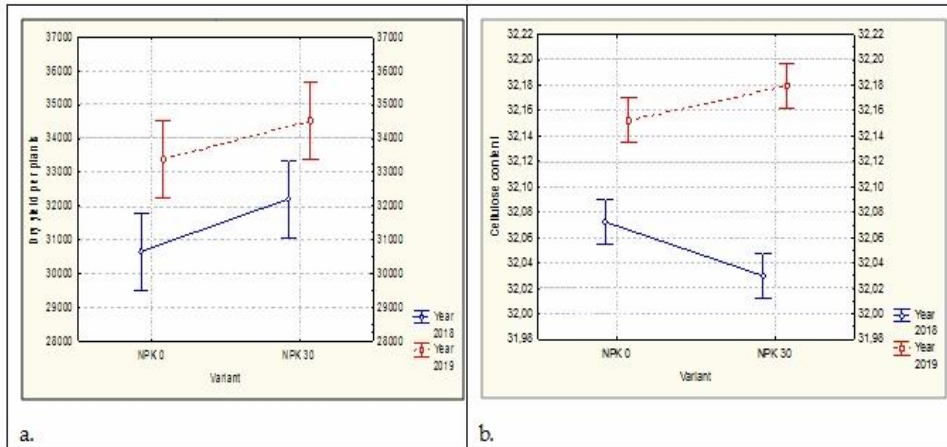 37000 37000
36000 36000
35000 35000
34000 34000
33000 33000
32000 32000
31000 31000
30000 30000
29000 29000
28000 28000
Dry yield per plants
NPK 0 NPK 30
Variant
Year
2018
Year
2019
a.
32,22 32,22
32,20 32,20
32,18 32,18
32,16 32,16
32,14 32,14
32,12 32,12
32,10 32,10
32,08 32,08
32,06 32,06
32,04 32,04
32,02 32,02
32,00 32,00
31,98 31,98
Cellulose content
NPK 0 NPK 30
Variant
Year
2018
Year
2019
b.